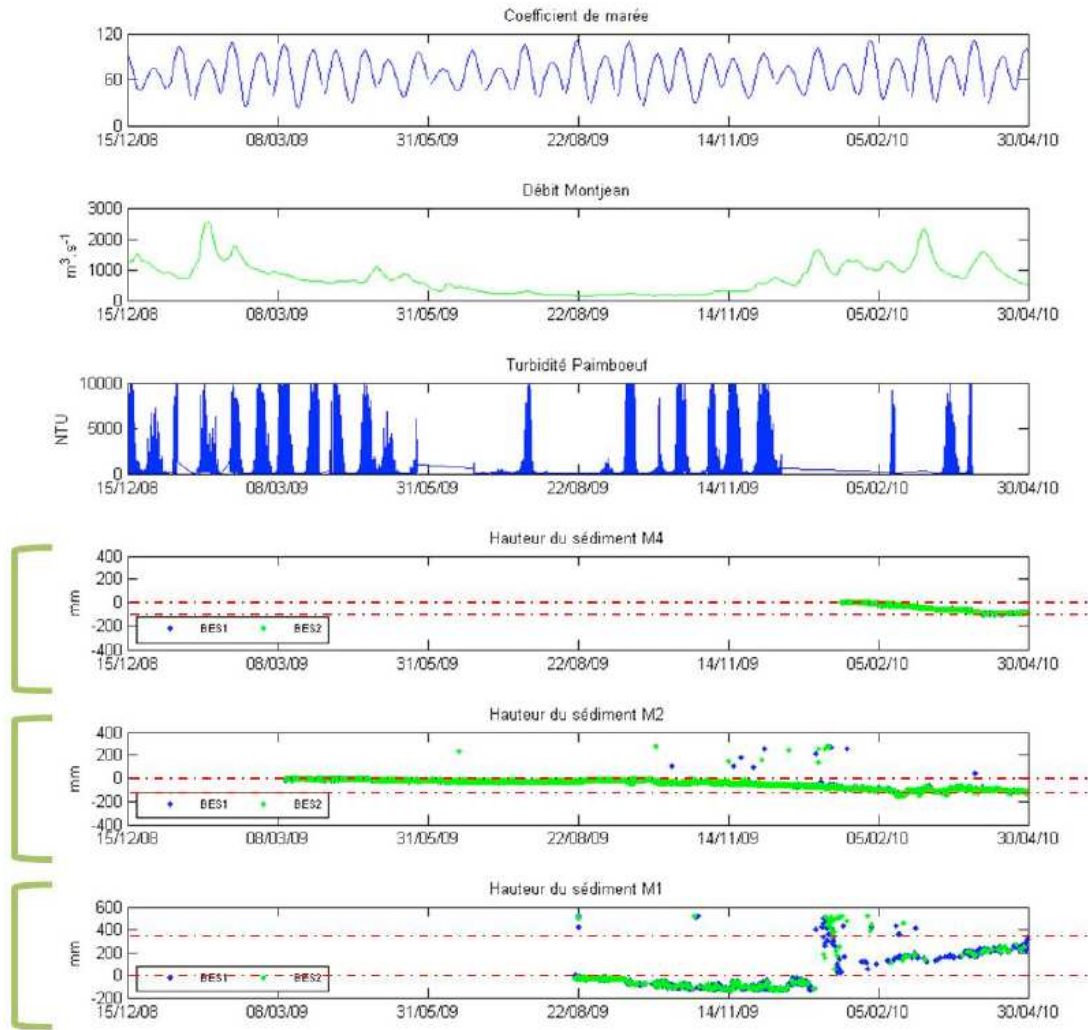 Coefficient de marée
120
60
0
15/12/08 08/03/09 31/05/09 22/08/09 14/11/09 05/02/10 30/04/10
Débit Montjean
3000
2000
1000
0
m³.s⁻¹
15/12/08 08/03/09 31/05/09 22/08/09 14/11/09 05/02/10 30/04/10
Turbidité Paimboeuf
10000
5000
0
NTU
15/12/08 08/03/09 31/05/09 22/08/09 14/11/09 05/02/10 30/04/10
Hauteur du sédiment M4
400
200
0
-200
-400
mm
BES1 BES2
15/12/08 08/03/09 31/05/09 22/08/09 14/11/09 05/02/10 30/04/10
Hauteur du sédiment M2
400
200
0
-200
-400
mm
BES1 BES2
15/12/08 08/03/09 31/05/09 22/08/09 14/11/09 05/02/10 30/04/10
Hauteur du sédiment M1
600
400
200
0
-200
mm
BES1 BES2
15/12/08 08/03/09 31/05/09 22/08/09 14/11/09 05/02/10 30/04/10